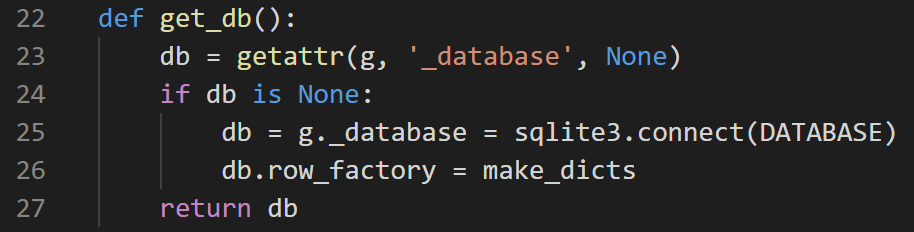 22 def get_db():
23     db = getattr(g, '_database', None)
24     if db is None:
25         db = g._database = sqlite3.connect(DATABASE)
26         db.row_factory = make_dicts
27     return db